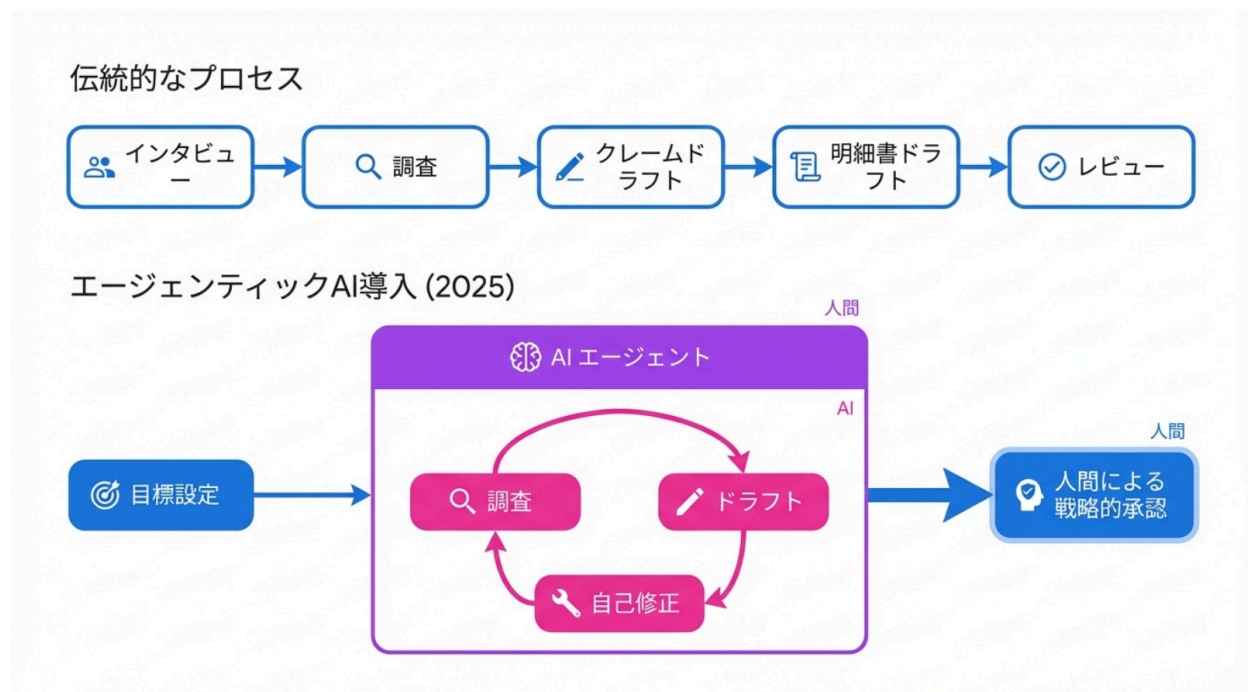 伝統的なプロセス
インタビュ
ー
調査
クレームド
ラフト
明細書ドラ
フト
レビュー
エージェンティックAI導入 (2025)
人間
AI エージェント
AI
調査
ドラフト
自己修正
目標設定
人間
人間による
戦略的承認